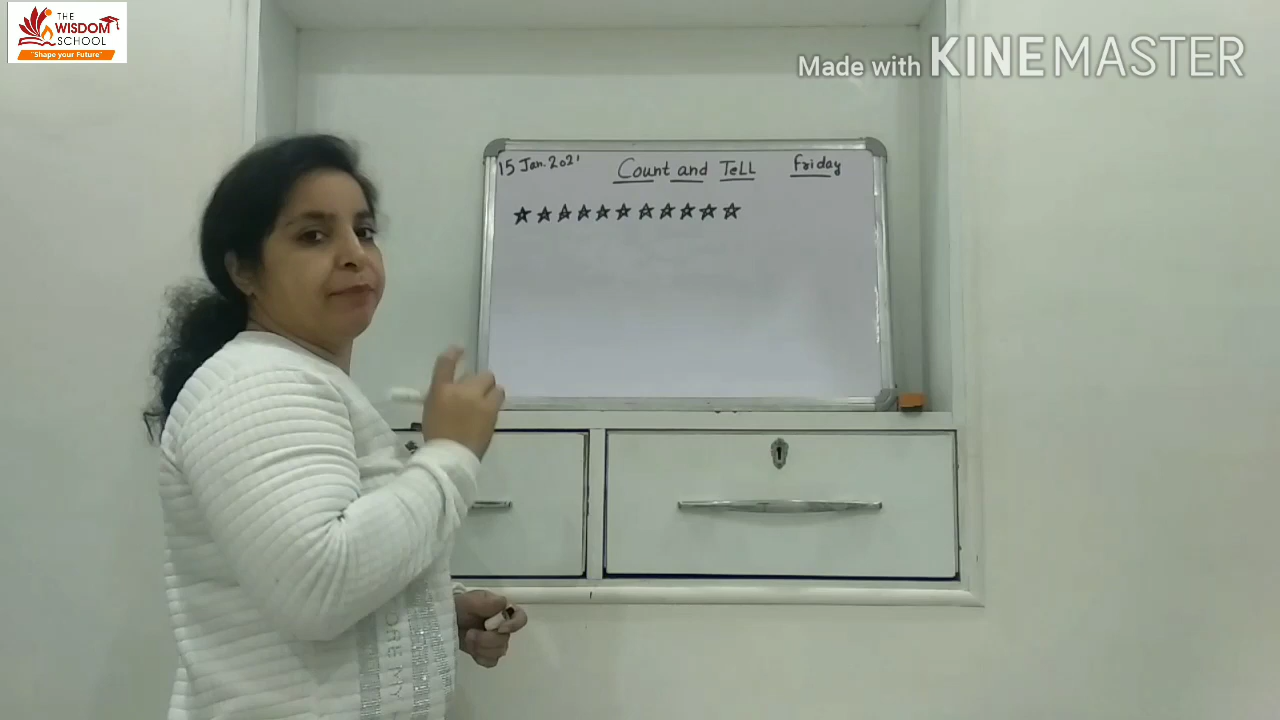 THE
WISDOM
SCHOOL
"Shape your Future"
Made with KINEMASTER
15 Jan. 2021 Count and TeLL Friday